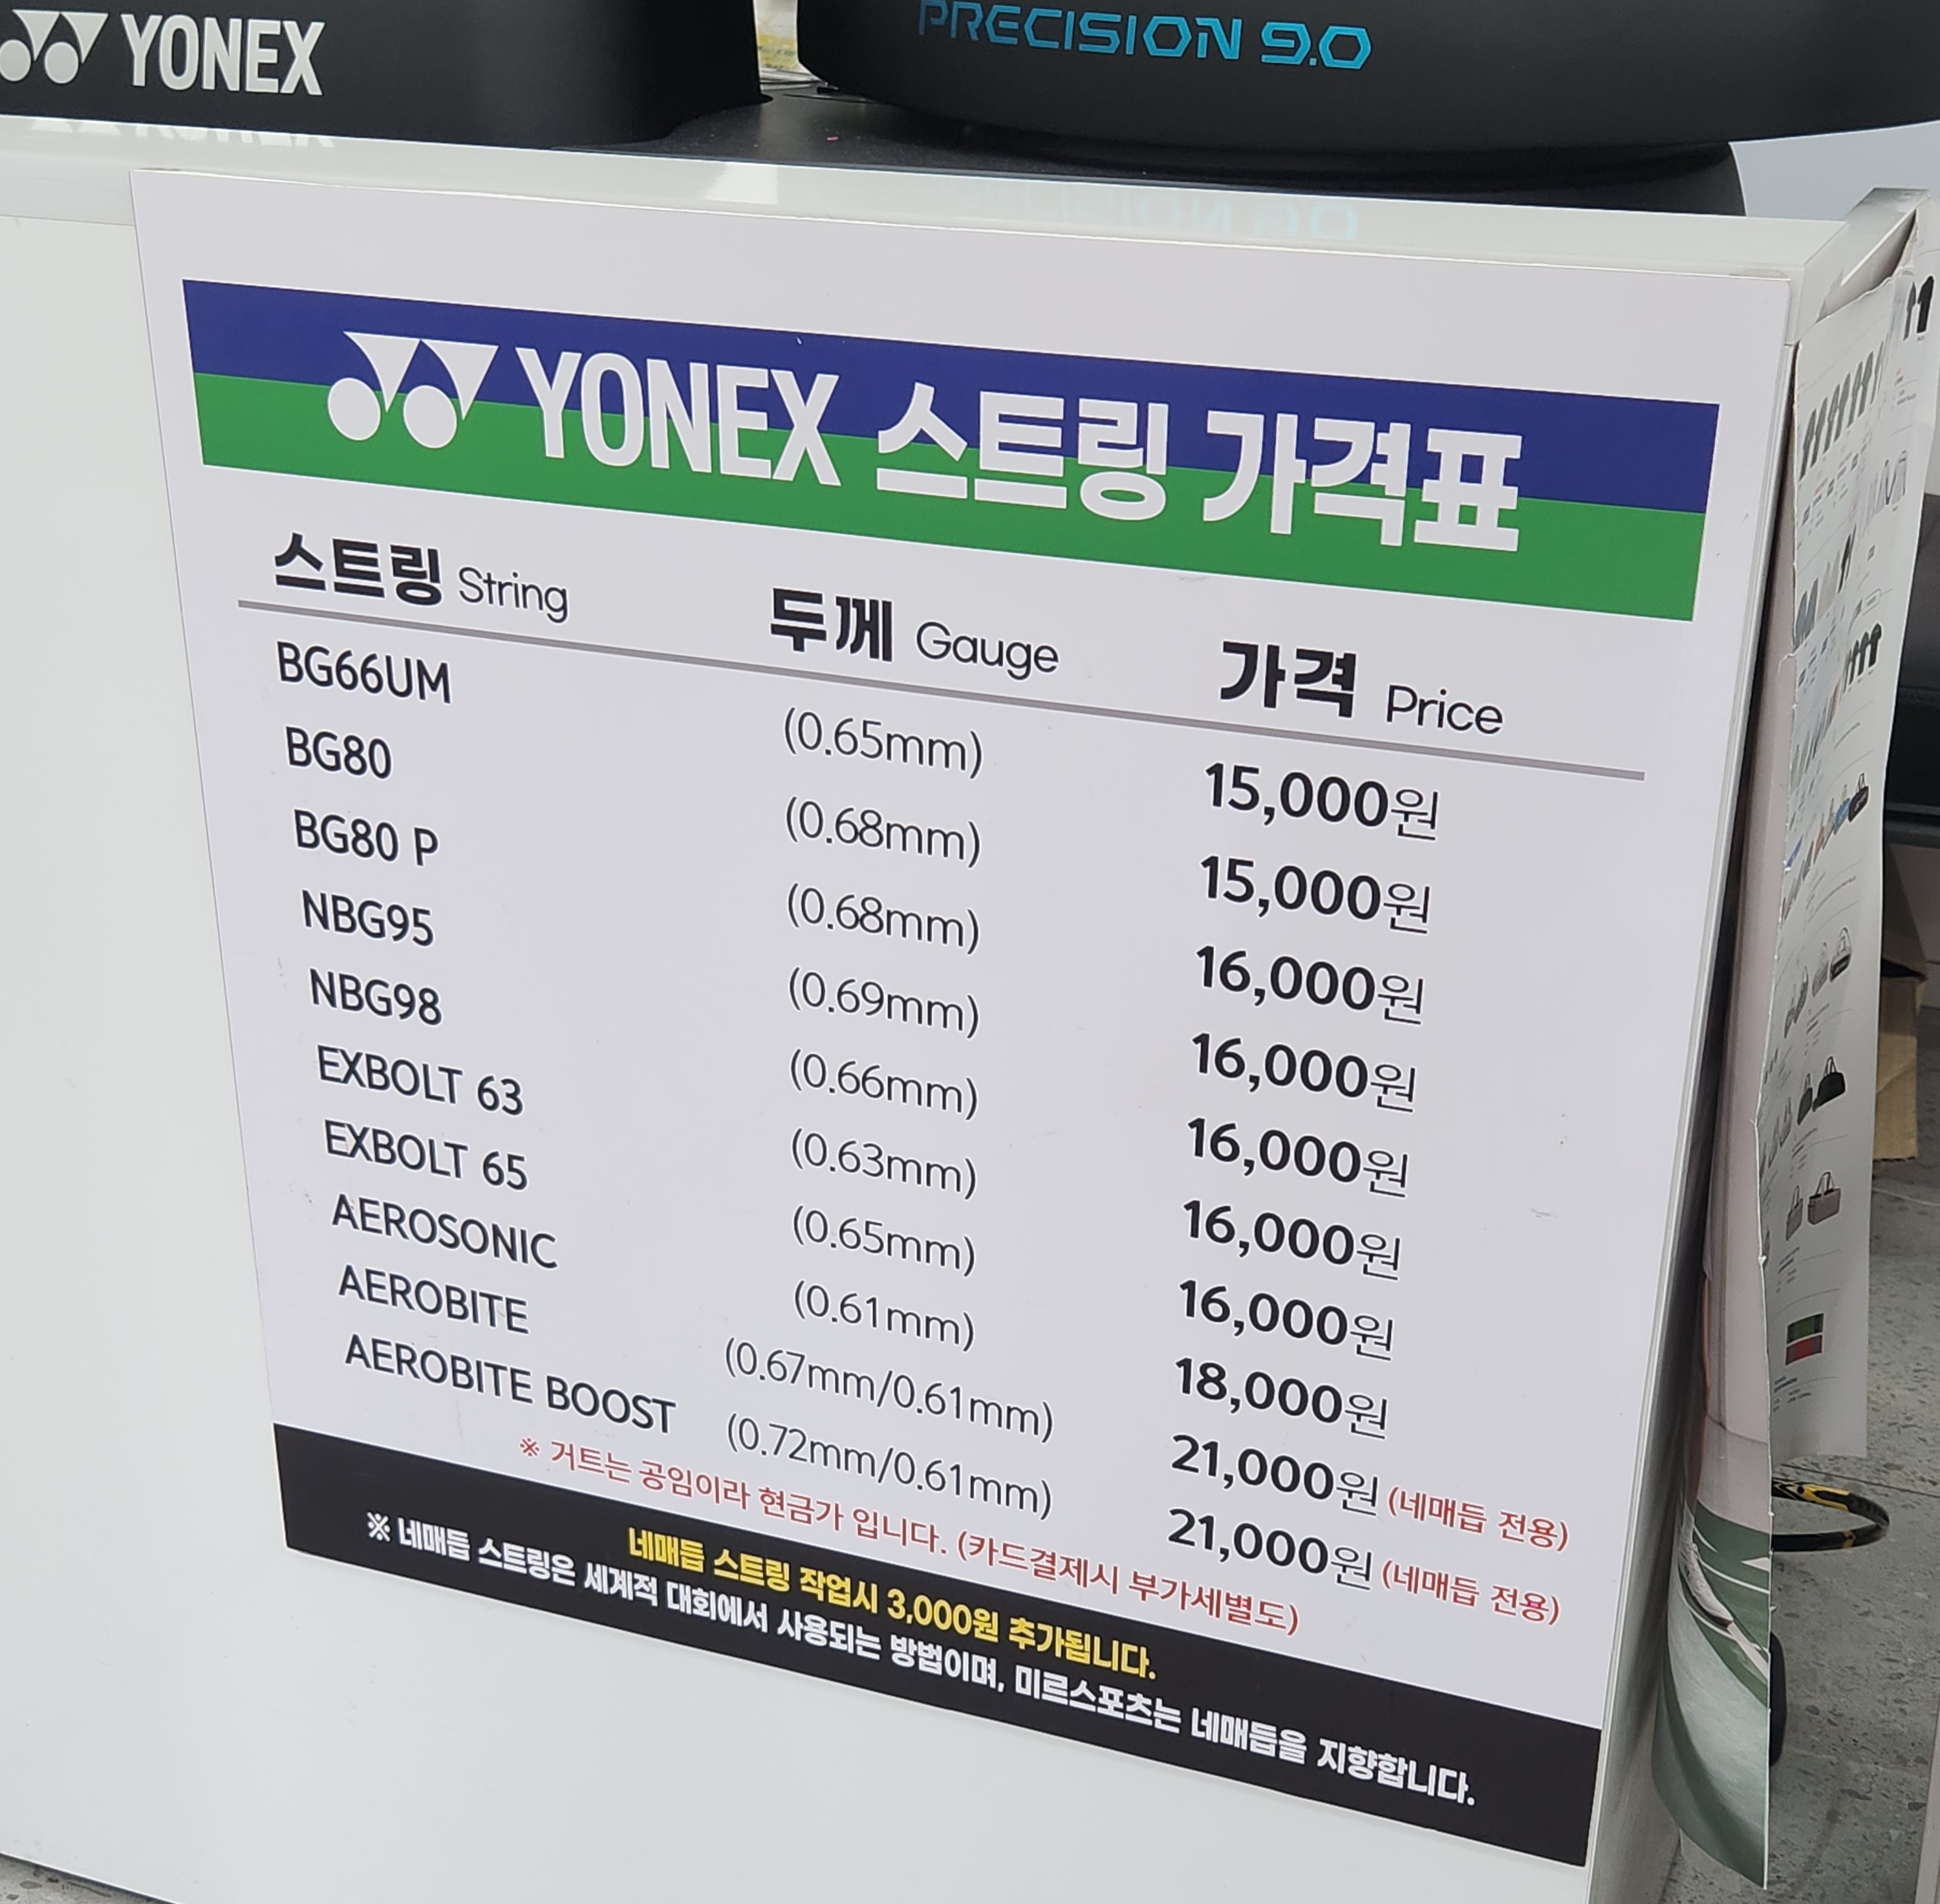 YONEX
PRECISION 9.0
YONEX 스트링 가격표
스트링 String 두께 Gauge 가격 Price
BG66UM (0.65mm) 15,000원
BG80 (0.68mm) 15,000원
BG80 P (0.68mm) 16,000원
NBG95 (0.69mm) 16,000원
NBG98 (0.66mm) 16,000원
EXBOLT 63 (0.63mm) 16,000원
EXBOLT 65 (0.65mm) 16,000원
AEROSONIC (0.61mm) 18,000원
AEROBITE (0.67mm/0.61mm) 21,000원 (네매듭 전용)
AEROBITE BOOST (0.72mm/0.61mm) 21,000원 (네매듭 전용)
※ 거트는 공임이라 현금가 입니다. (카드결제시 부가세별도)
네매듭 스트링 작업시 3,000원 추가됩니다.
※ 네매듭 스트링은 세계적 대회에서 사용되는 방법이며, 미르스포츠는 네매듭을 지향합니다.